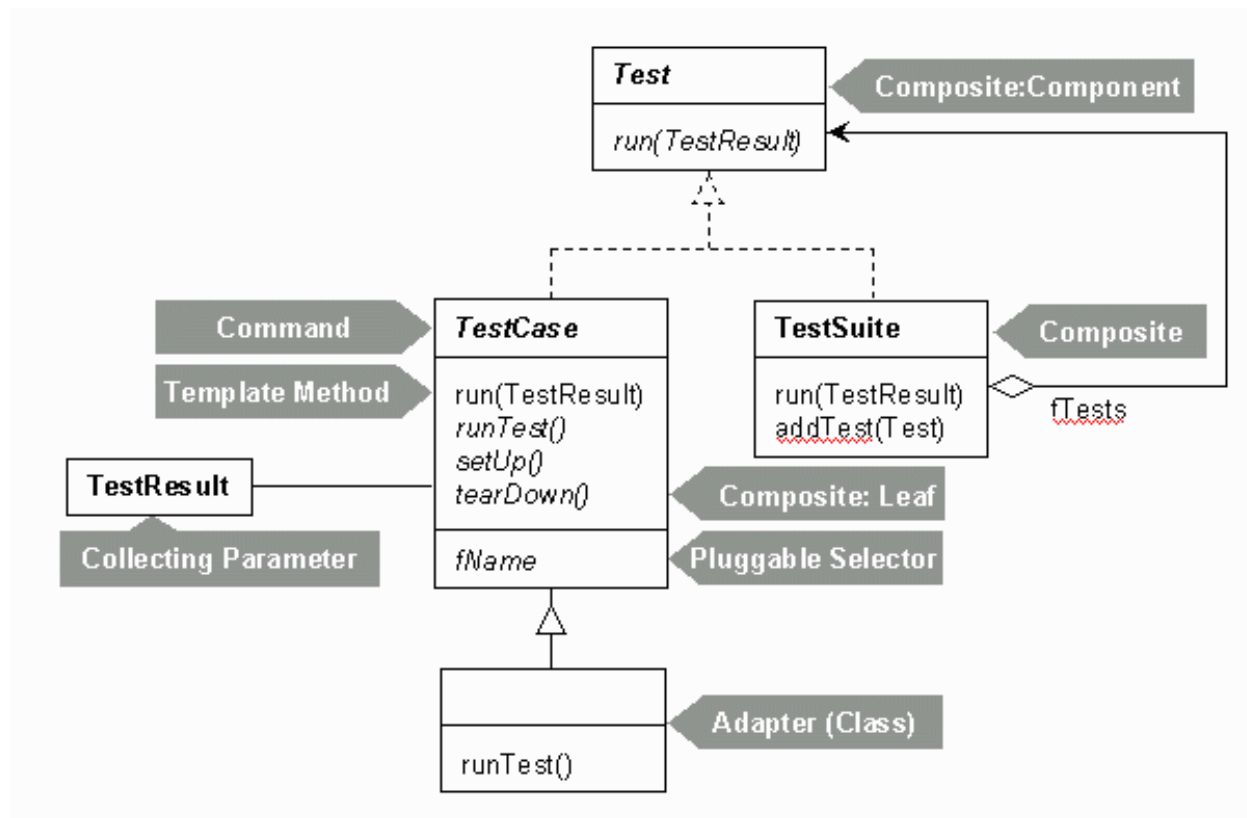 Test
Composite:Component
run(TestResult)
Command
TestCase
TestSuite
Composite
Template Method
run(TestResult)
runTest()
setUp()
tearDown()
run(TestResult)
addTest(Test)
fTests
TestResult
Composite: Leaf
Collecting Parameter
fName
Pluggable Selector
Adapter (Class)
runTest()